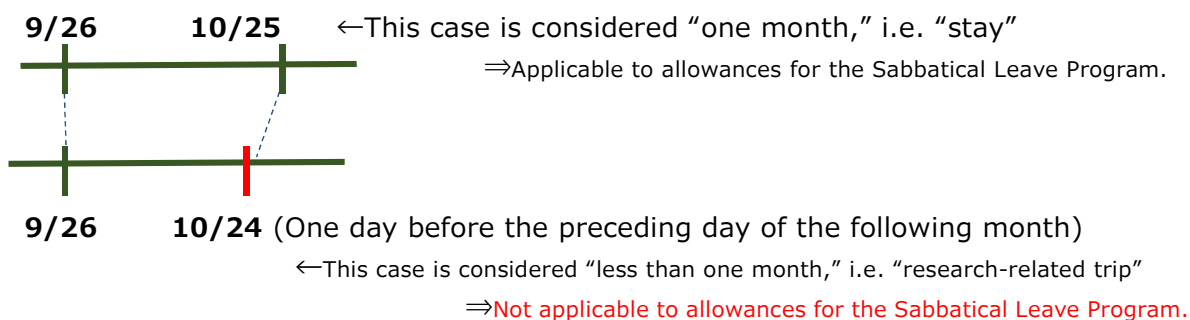 9/26 10/25 ←This case is considered “one month,” i.e. “stay”
⇒Applicable to allowances for the Sabbatical Leave Program.
9/26 10/24 (One day before the preceding day of the following month)
←This case is considered “less than one month,” i.e. “research-related trip”
⇒Not applicable to allowances for the Sabbatical Leave Program.